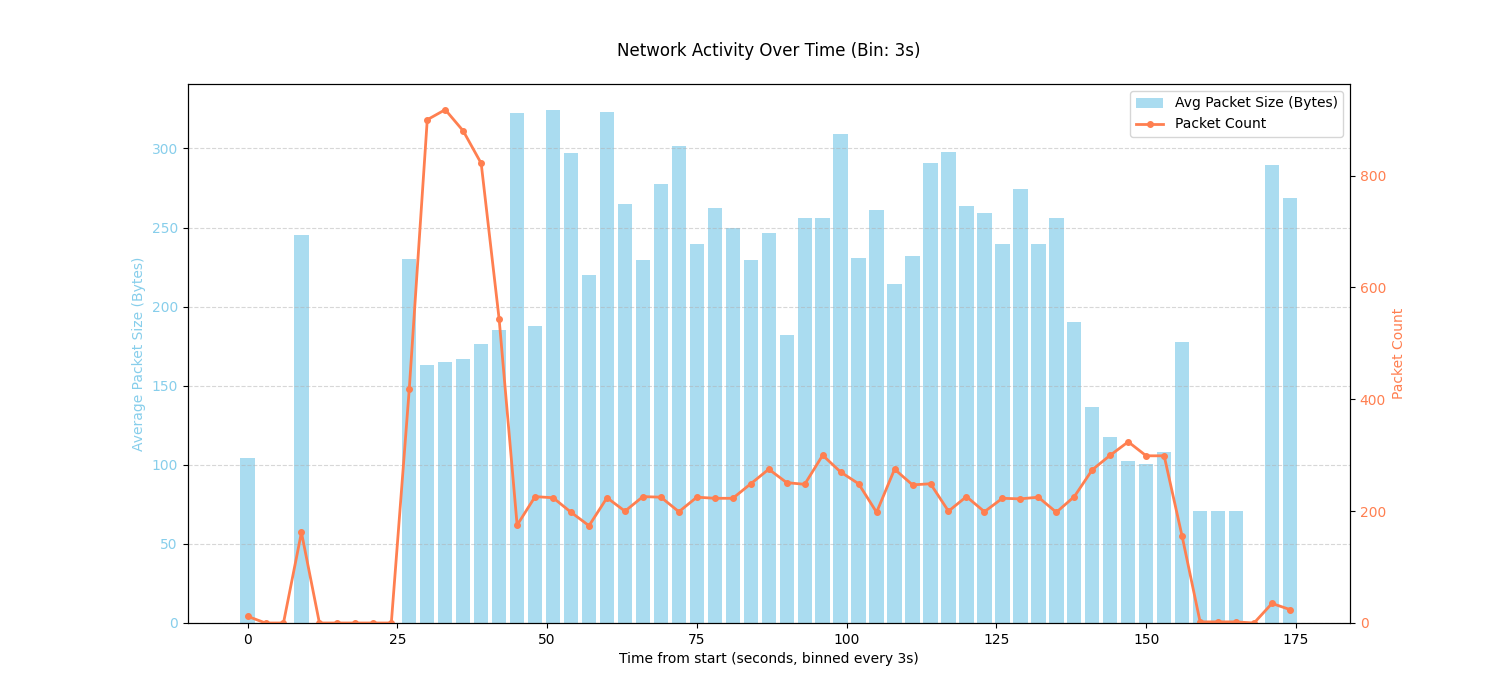 Network Activity Over Time (Bin: 3s)
Avg Packet Size (Bytes)
Packet Count
300
250
200
150
100
50
0
Average Packet Size (Bytes)
800
600
400
200
0
Packet Count
0 25 50 75 100 125 150 175
Time from start (seconds, binned every 3s)